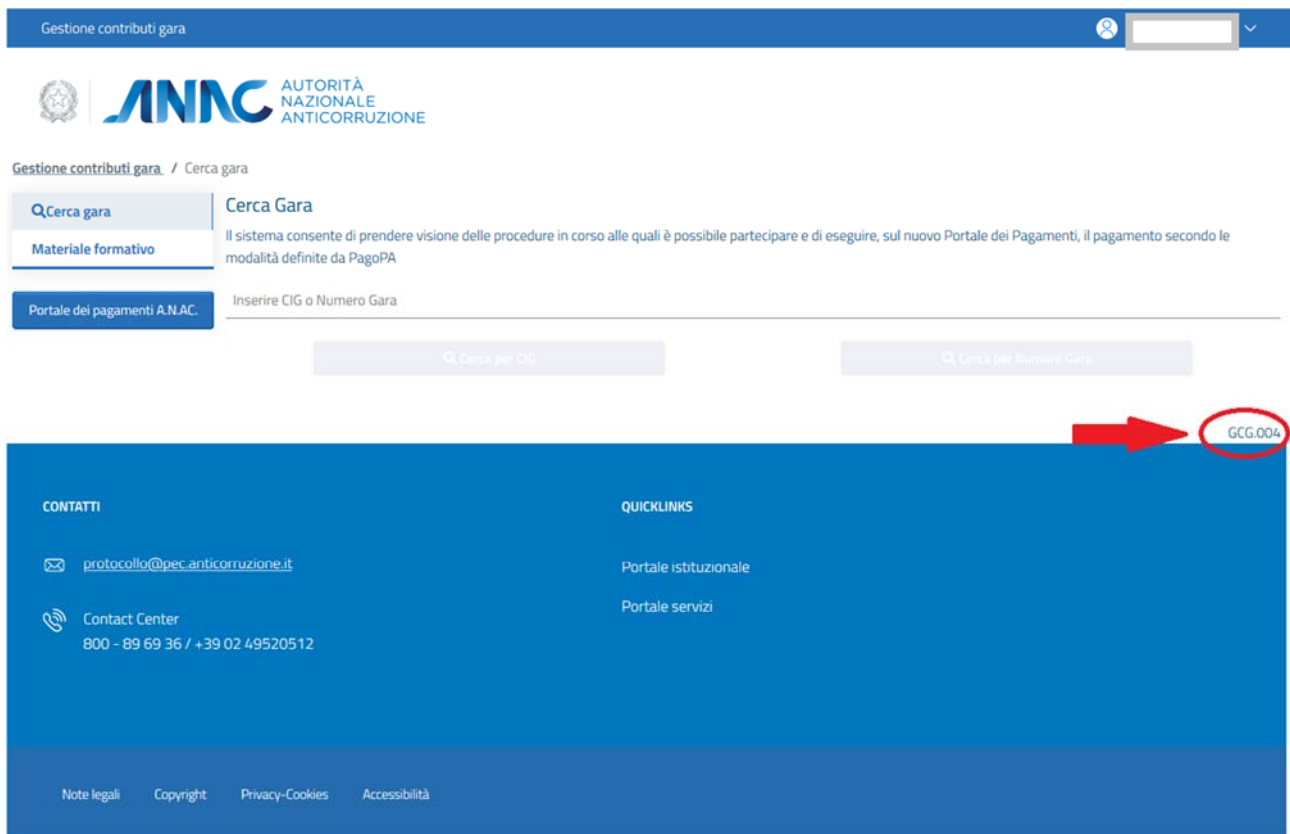 Gestione contributi gara
ANAC
AUTORITÀ
NAZIONALE
ANTICORRUZIONE
Gestione contributi gara / Cerca gara
Cerca gara
Materiale formativo
Portale dei pagamenti A.N.AC.
Cerca Gara
Il sistema consente di prendere visione delle procedure in corso alle quali è possibile partecipare e di eseguire, sul nuovo Portale dei Pagamenti, il pagamento secondo le
modalità definite da PagoPA
Inserire CIG o Numero Gara
Cerca per CIG
Cerca per Numero Gara
GCG.004
CONTATTI
protocollo@pec.anticorruzione.it
Contact Center
800 - 89 69 36 / +39 02 49520512
QUICKLINKS
Portale istituzionale
Portale servizi
Note legali
Copyright
Privacy-Cookies
Accessibilità